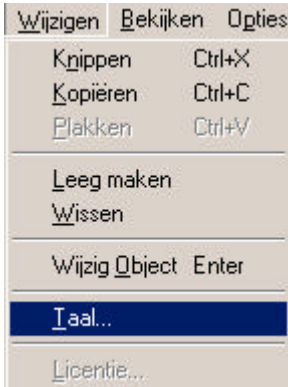 Wijzigen Bekijken Opties
Knippen Ctrl+X
Kopiëren Ctrl+C
Plakken Ctrl+V
Leeg maken
Wissen
Wijzig Object Enter
Taal...
Licentie...